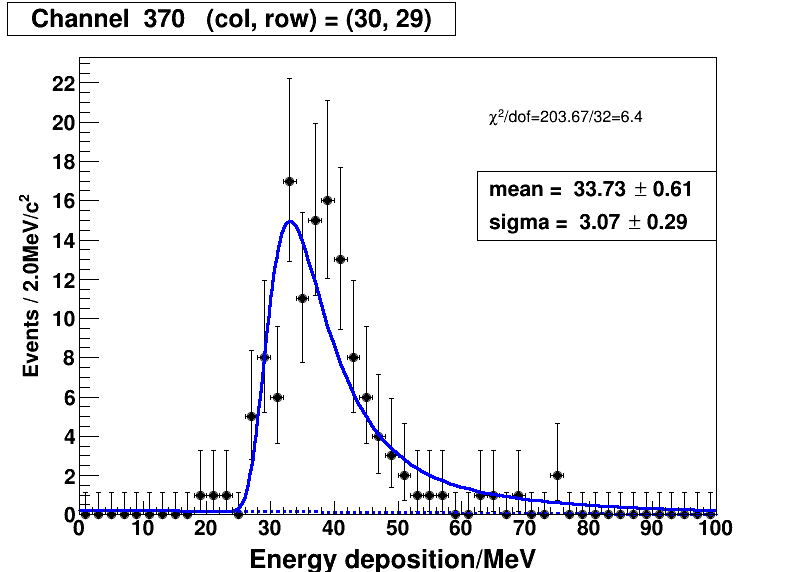 Channel  370   (col, row) = (30, 29)
χ²/dof=203.67/32=6.4
mean =  33.73 ± 0.61
sigma =  3.07 ± 0.29
Events / 2.0MeV/c²
22
20
18
16
14
12
10
8
6
4
2
0
0 10 20 30 40 50 60 70 80 90 100
Energy deposition/MeV